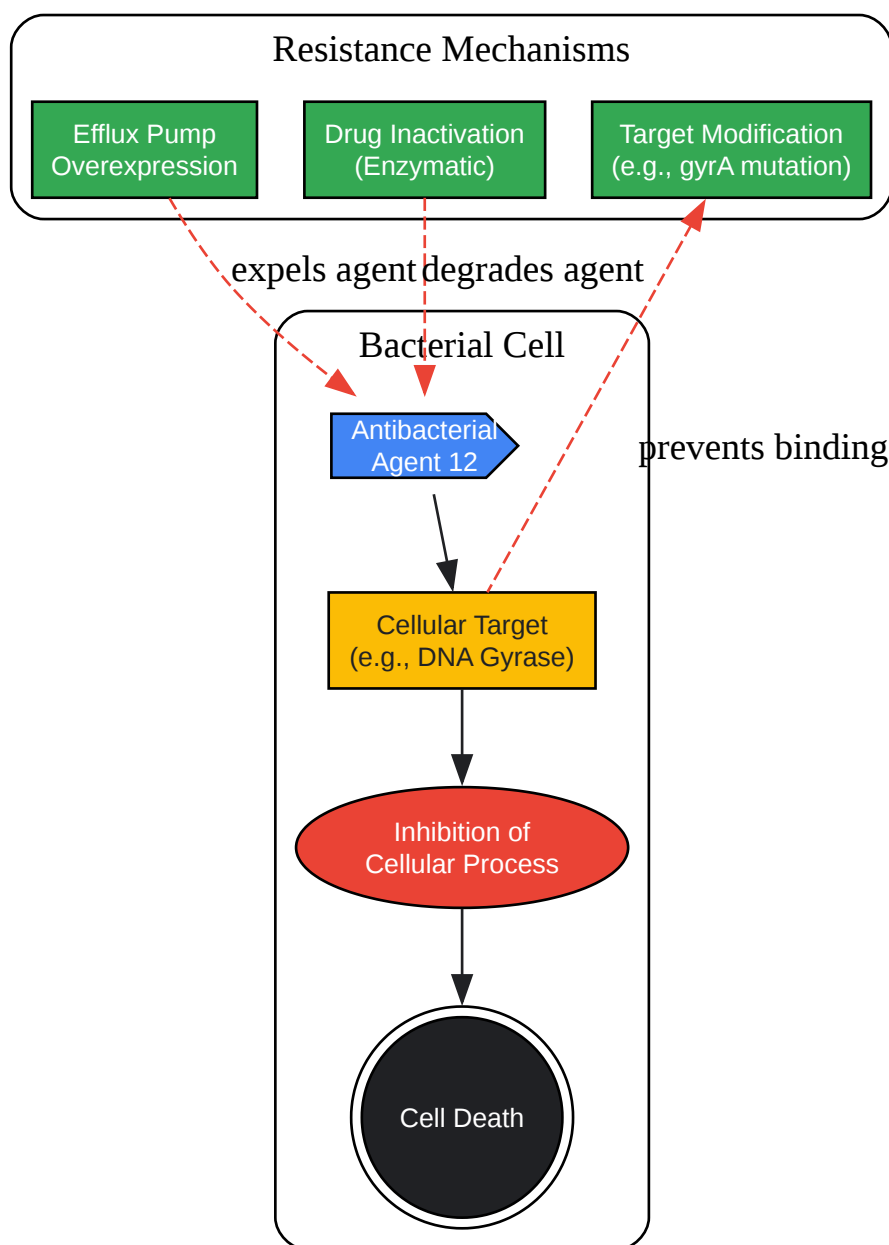 Resistance Mechanisms
Efflux Pump
Overexpression
Drug Inactivation
(Enzymatic)
Target Modification
(e.g., gyrA mutation)
expels agent
degrades agent
Bacterial Cell
Antibacterial
Agent 12
prevents binding
Cellular Target
(e.g., DNA Gyrase)
Inhibition of
Cellular Process
Cell Death